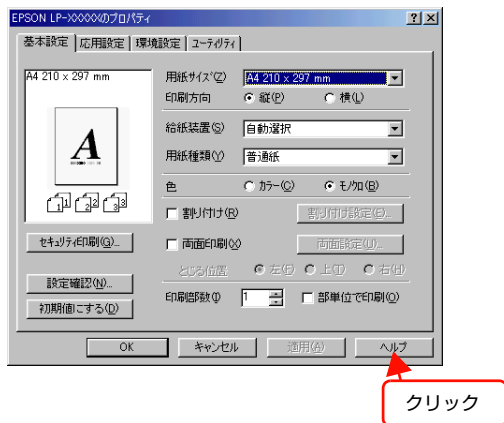 EPSON LP-XXXXXのプロパティ
基本設定 応用設定 環境設定 ユーティリティ
A4 210 x 297 mm
用紙サイズ(Z) A4 210 x 297 mm
印刷方向 縦(P) 横(L)
給紙装置(S) 自動選択
用紙種類(Y) 普通紙
A
色 カラー(C) モノクロ(B)
1 1 2 2 3 3
割り付け(R) 割り付け設定(E)...
セキュリティ印刷(G)...
両面印刷(X) 両面設定(U)...
とじる位置 左(F) 上(T) 右(H)
設定確認(N)...
印刷部数(I) 1 部単位で印刷(O)
初期値にする(D)
OK キャンセル 適用(A) ヘルプ
クリック